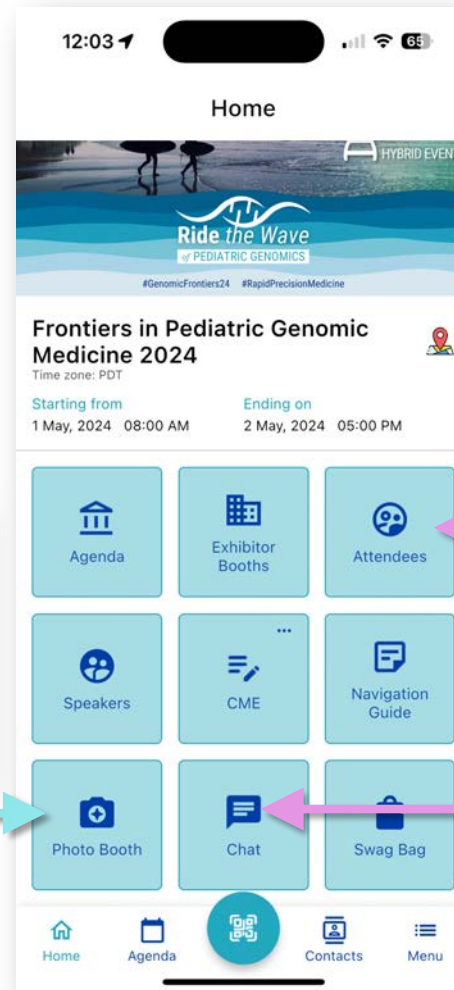 12:03
65
Home
HYBRID EVENT
Ride the Wave
of PEDIATRIC GENOMICS
#GenomicFrontiers24 #RapidPrecisionMedicine
Frontiers in Pediatric Genomic
Medicine 2024
Time zone: PDT
Starting from Ending on
1 May, 2024 08:00 AM 2 May, 2024 05:00 PM
Agenda
Exhibitor
Booths
Attendees
Speakers
CME
Navigation
Guide
Photo Booth
Chat
Swag Bag
Home Agenda Contacts Menu